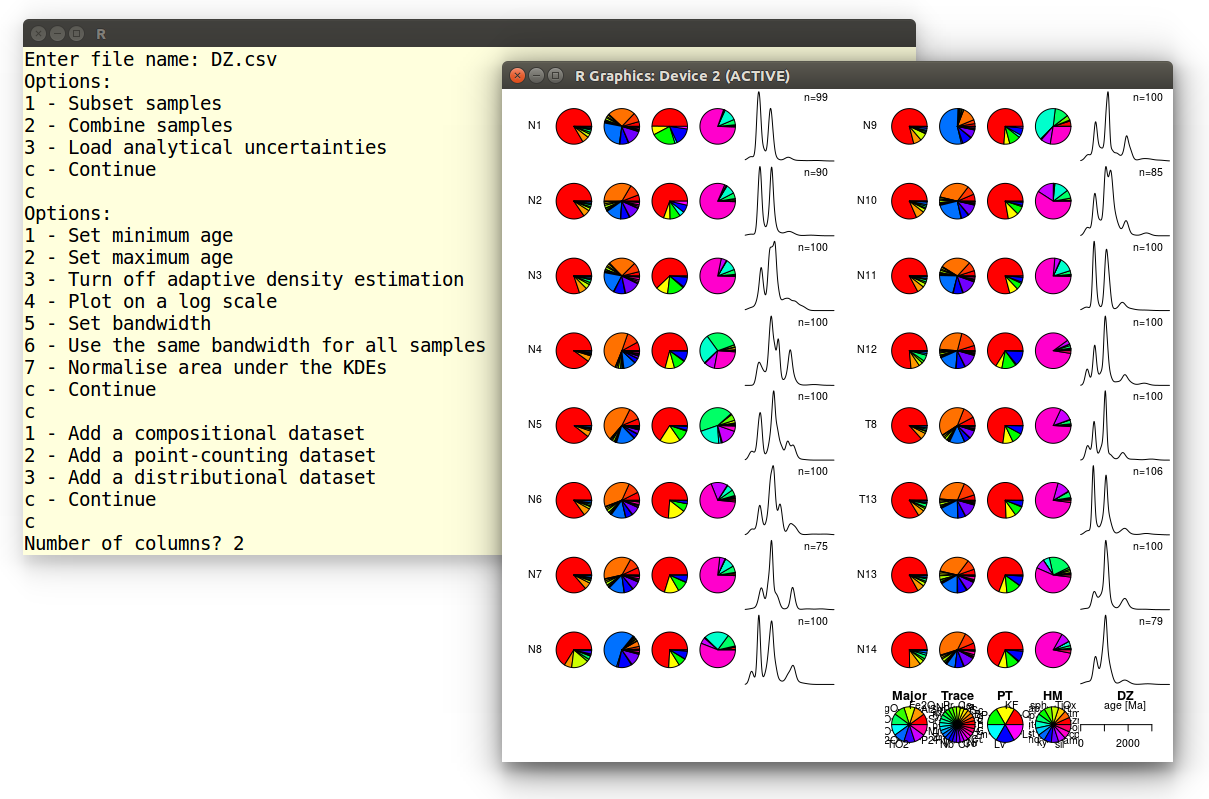 R
Enter file name: DZ.csv
Options:
1 - Subset samples
2 - Combine samples
3 - Load analytical uncertainties
c - Continue
c
Options:
1 - Set minimum age
2 - Set maximum age
3 - Turn off adaptive density estimation
4 - Plot on a log scale
5 - Set bandwidth
6 - Use the same bandwidth for all samples
7 - Normalise area under the KDEs
c - Continue
c
1 - Add a compositional dataset
2 - Add a point-counting dataset
3 - Add a distributional dataset
c - Continue
c
Number of columns? 2
R Graphics: Device 2 (ACTIVE)
N1 n=99
N2 n=90
N3 n=100
N4 n=100
N5 n=100
N6 n=100
N7 n=75
N8 n=100
N9 n=100
N10 n=85
N11 n=100
N12 n=100
T8 n=100
T13 n=106
N13 n=100
N14 n=79
Major Trace PT HM DZ
KF sph TiOx age [Ma]
Lv ky sil
0 2000